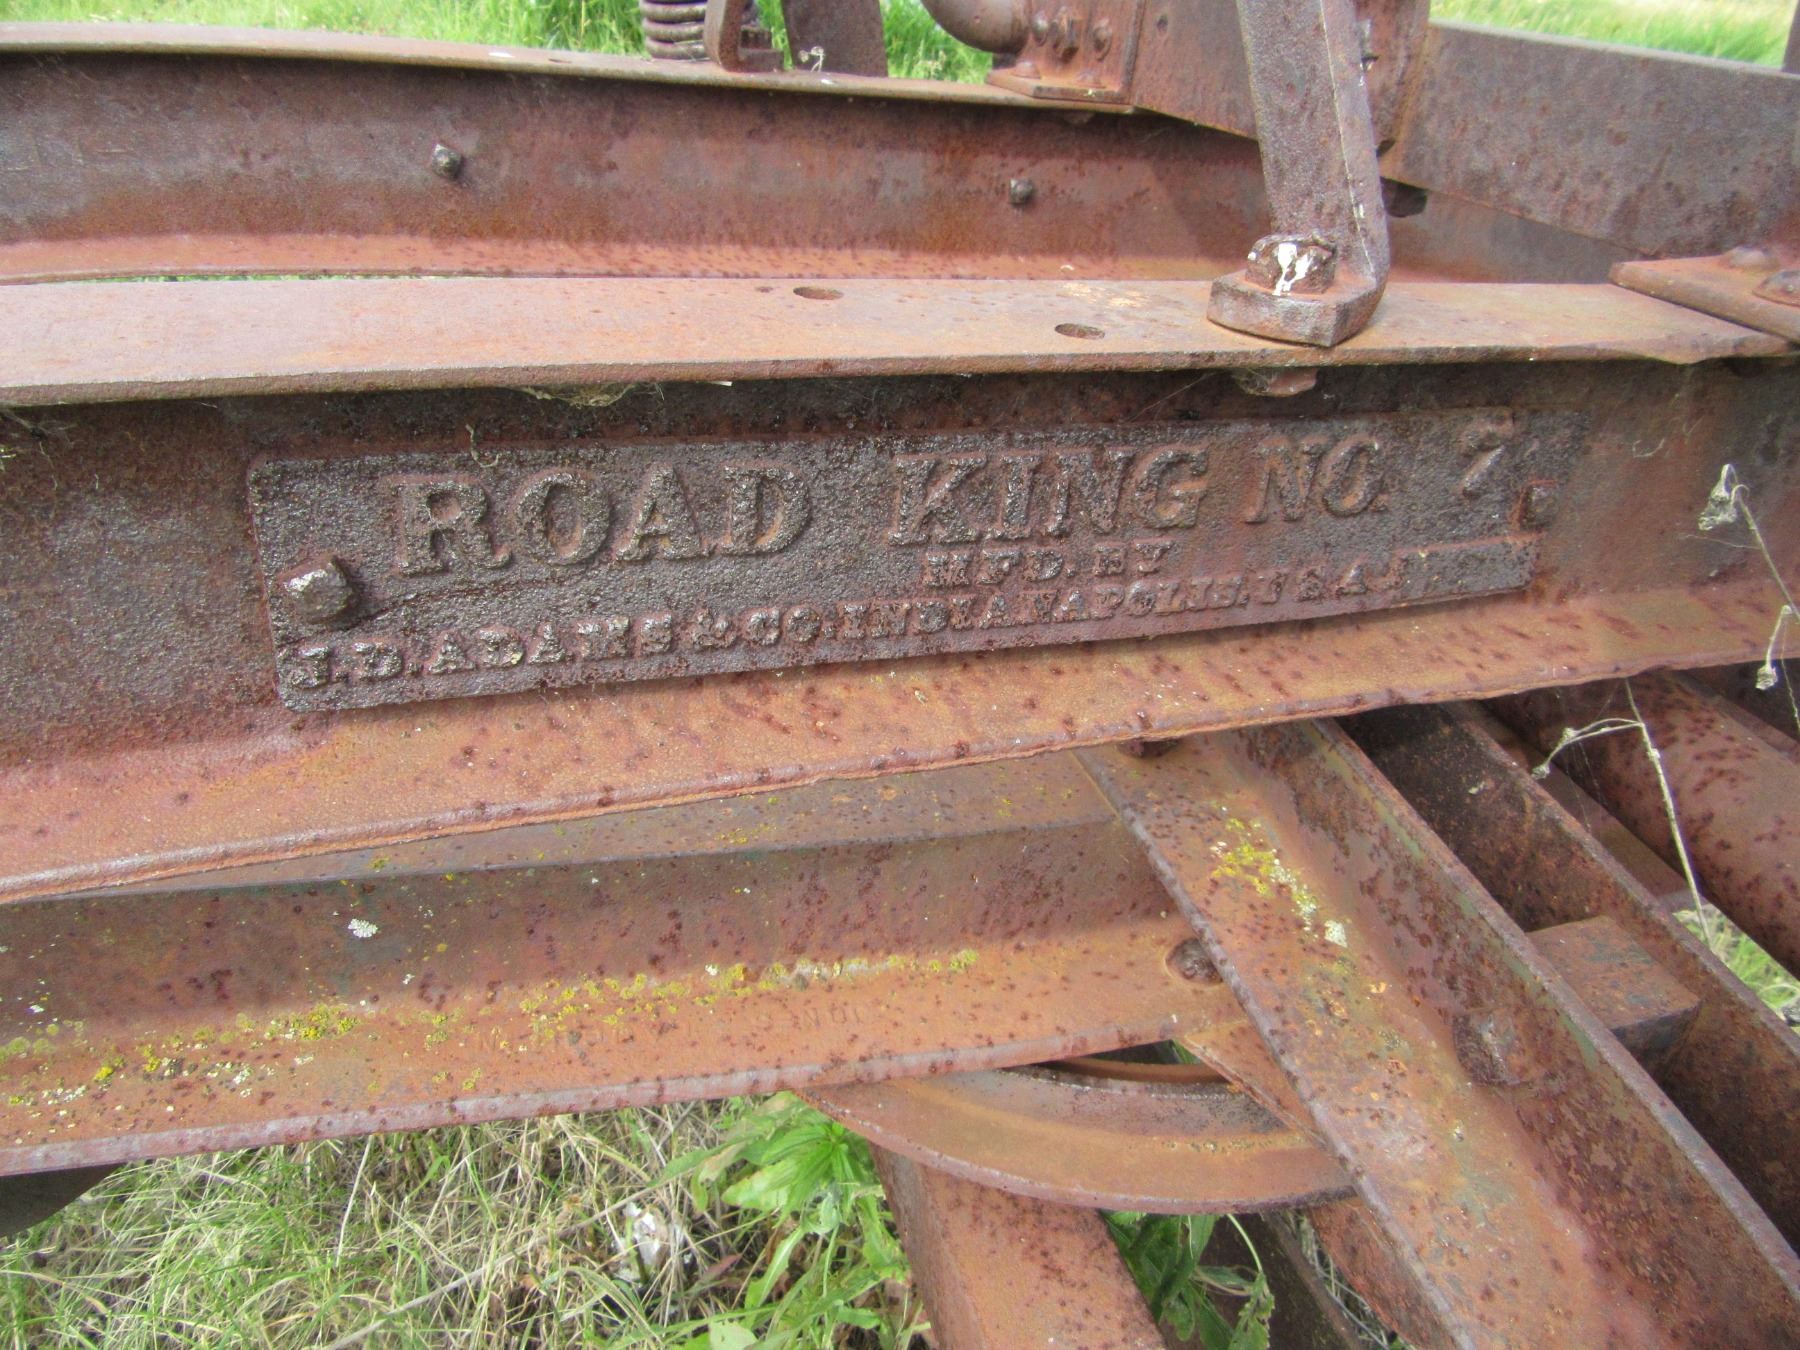 ROAD KING NO. 7
MFD. BY
J.D. ADAMS & CO. INDIANAPOLIS.